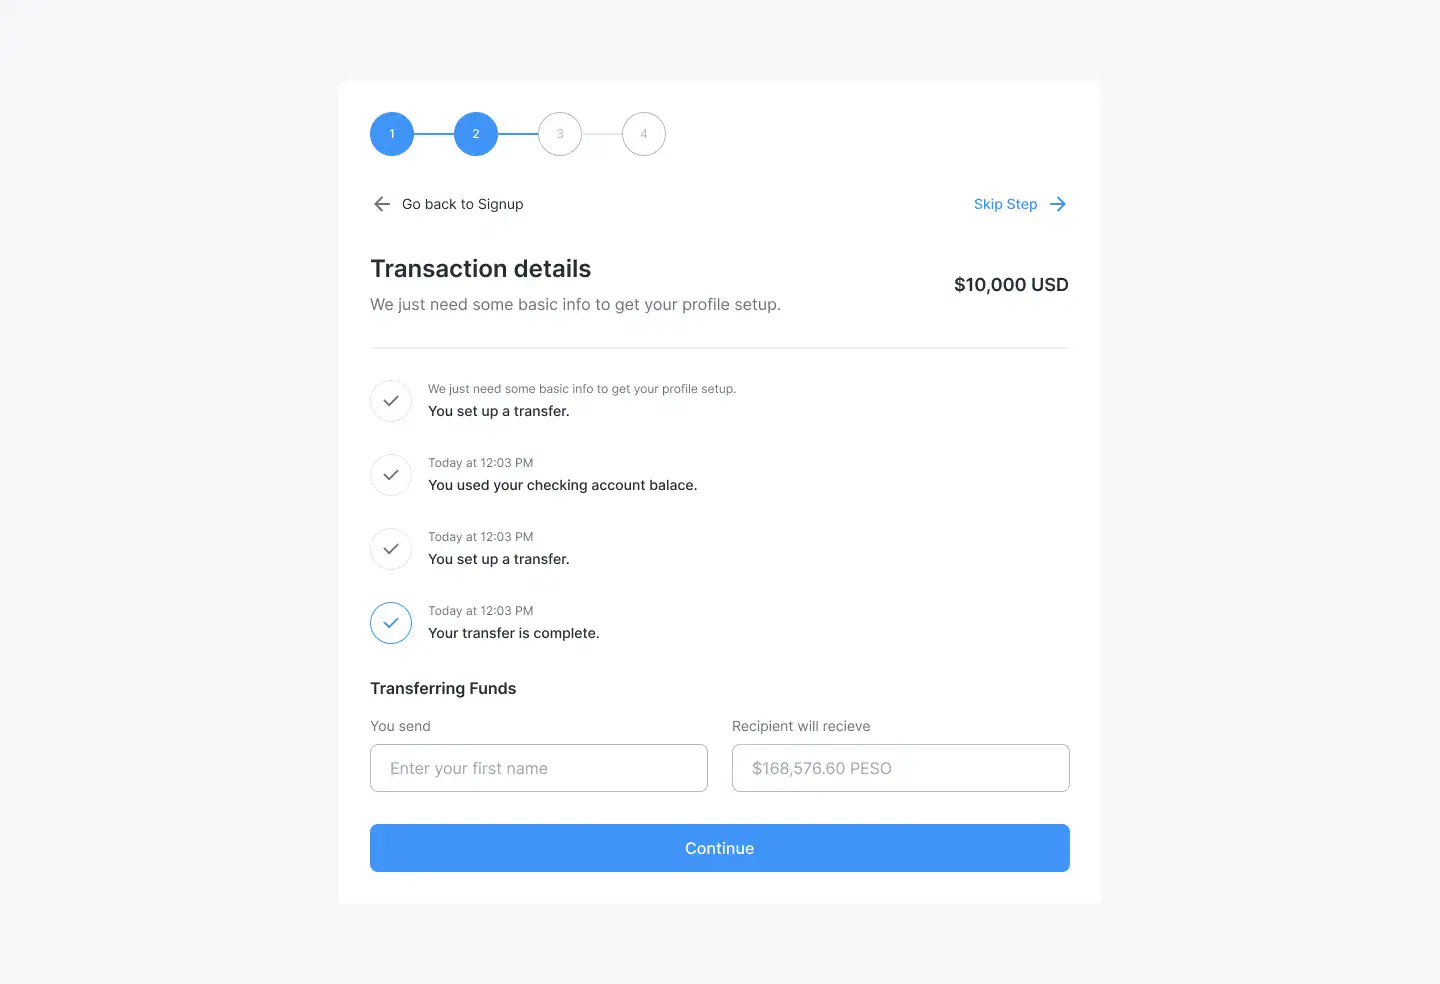 1
2
3
4
Go back to Signup
Skip Step
Transaction details
$10,000 USD
We just need some basic info to get your profile setup.
We just need some basic info to get your profile setup.
You set up a transfer.
Today at 12:03 PM
You used your checking account balace.
Today at 12:03 PM
You set up a transfer.
Today at 12:03 PM
Your transfer is complete.
Transferring Funds
You send
Recipient will recieve
Enter your first name
$168,576.60 PESO
Continue